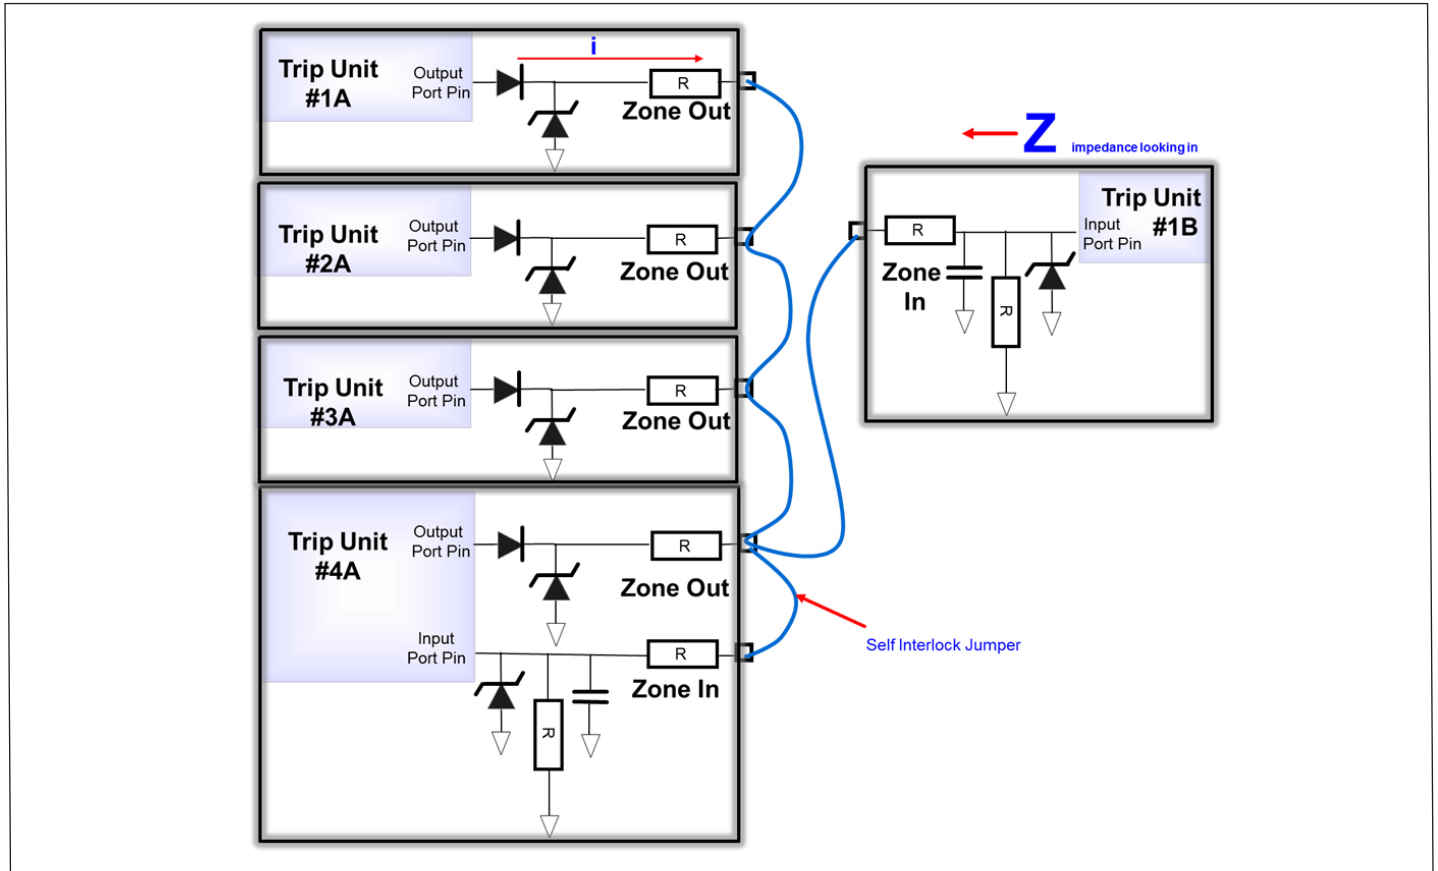 i
Trip Unit
#1A
Output
Port Pin
R
Zone Out
Z
impedance looking in
Trip Unit
#2A
Output
Port Pin
R
Zone Out
Trip Unit
#1B
Input
Port Pin
R
Zone
In
R
Trip Unit
#3A
Output
Port Pin
R
Zone Out
Trip Unit
#4A
Output
Port Pin
R
Zone Out
Input
Port Pin
R
Zone In
R
Self Interlock Jumper